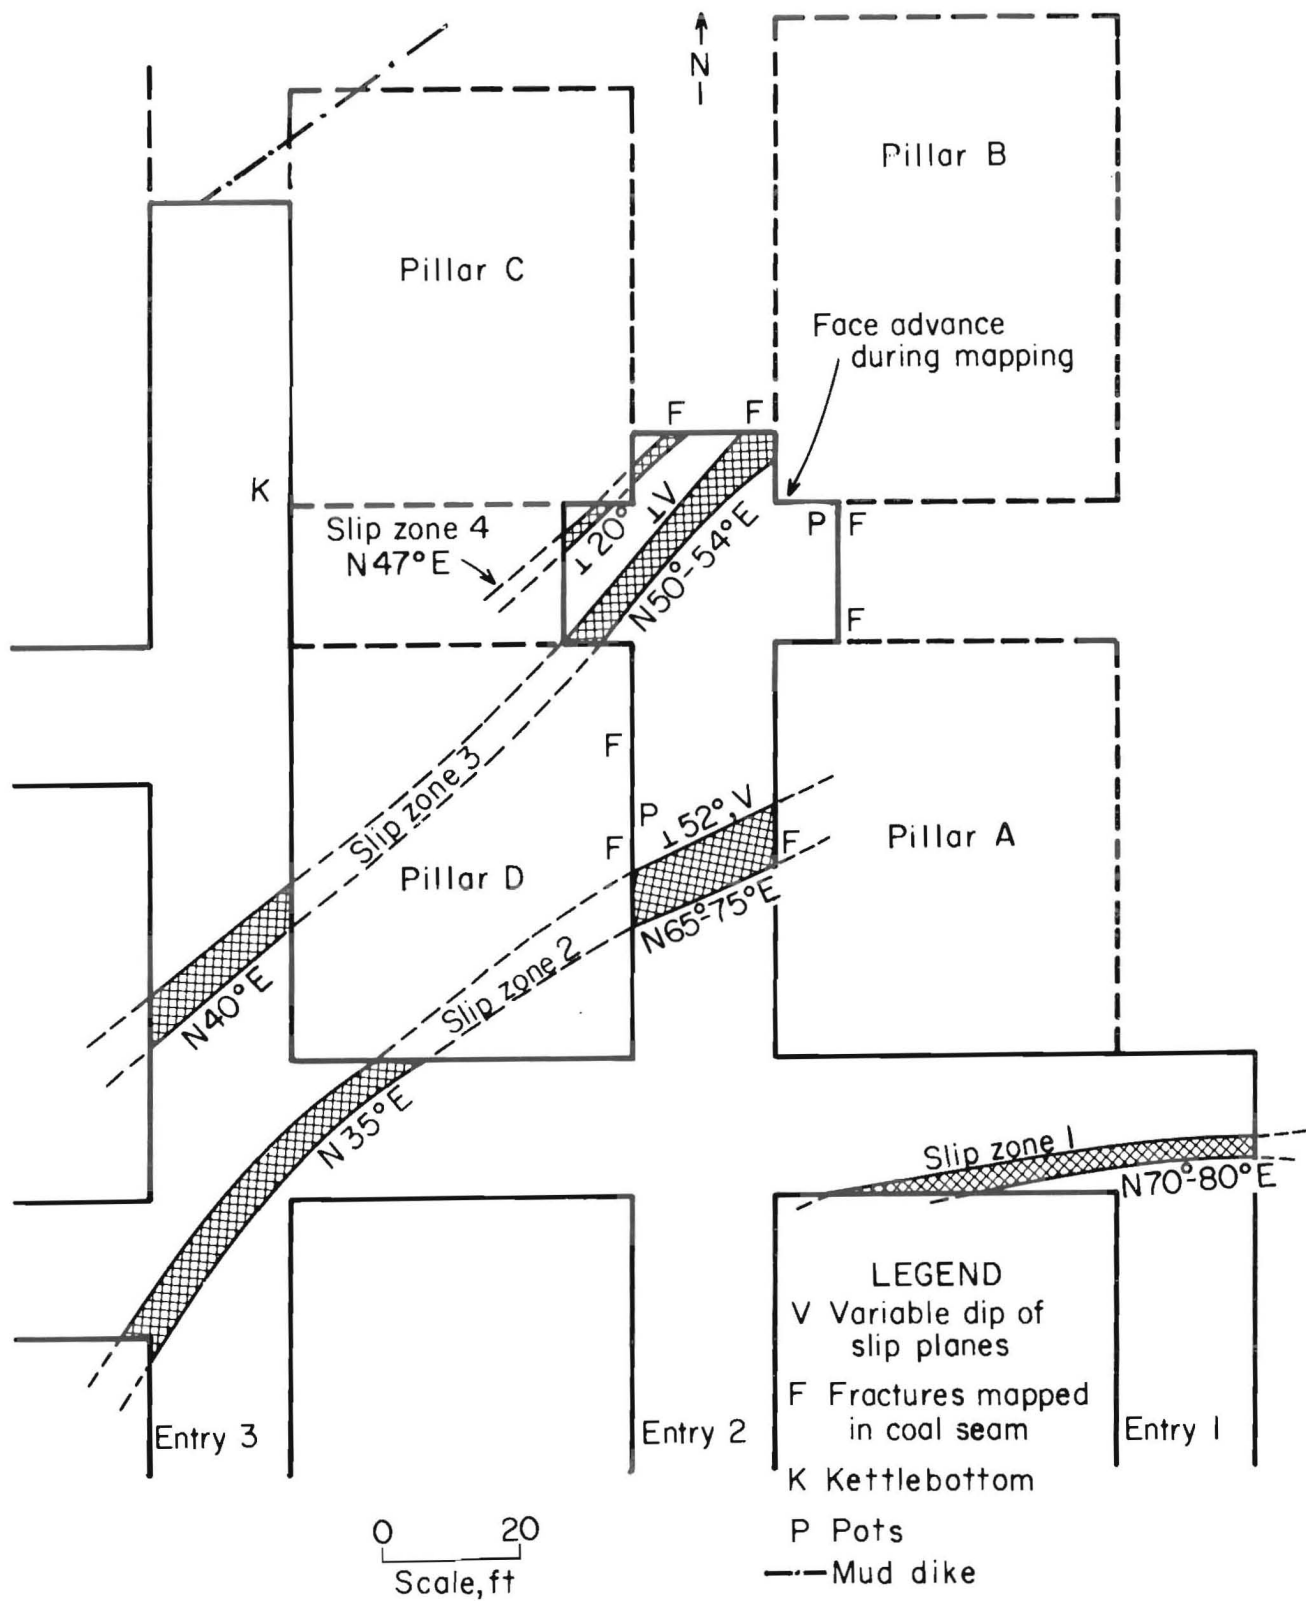 N
Pillar B
Pillar C
Face advance
during mapping
F
F
K
Slip zone 4
N47°E
⊥20°
⊥V
N50°-54°E
P
F
F
F
Slip zone 3
P
⊥52°,V
F
F
Pillar A
Pillar D
N65°-75°E
Slip zone 2
N40°E
N35°E
Slip zone 1
N70°-80°E
LEGEND
V Variable dip of
slip planes
F Fractures mapped
in coal seam
K Kettlebottom
P Pots
Mud dike
Entry 3
Entry 2
Entry 1
0 20
Scale, ft